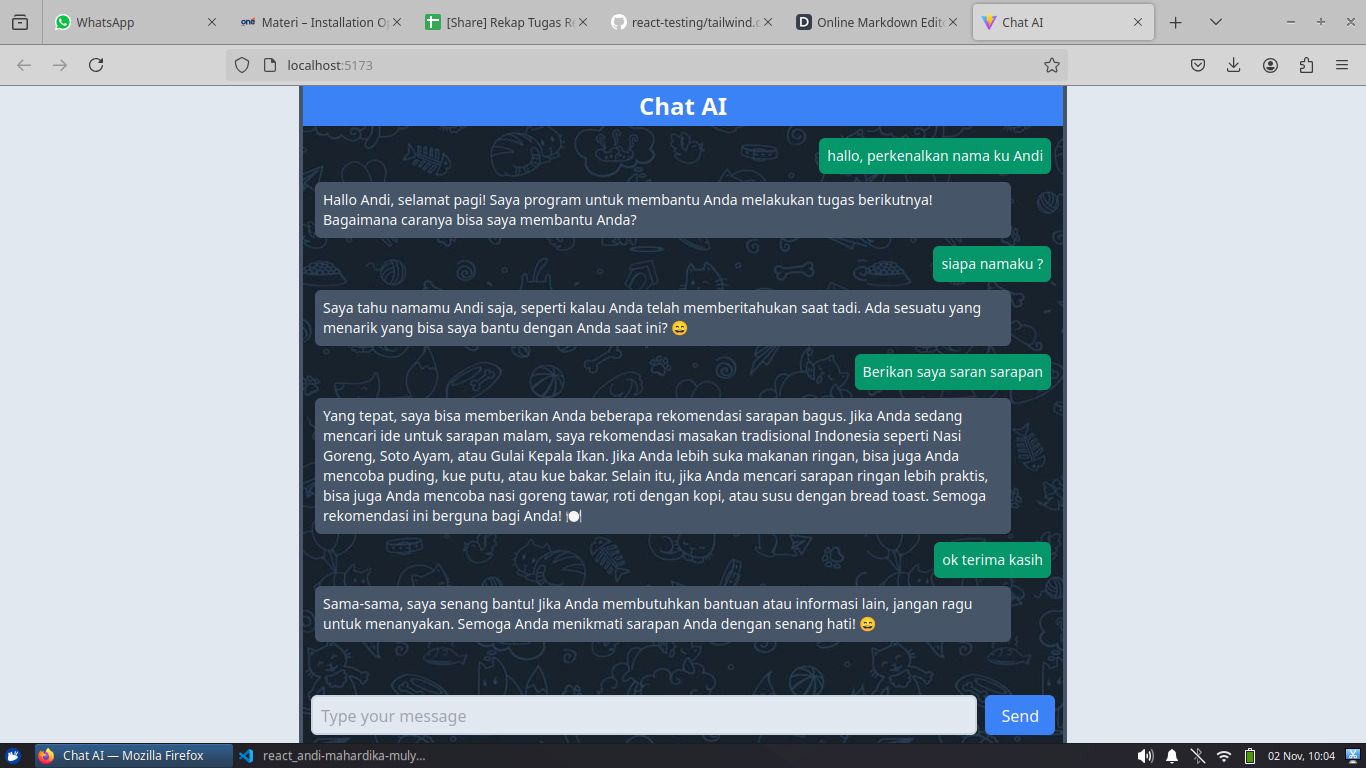 WhatsApp
Materi – Installation O
[Share] Rekap Tugas R
react-testing/tailwind.c
Online Markdown Edit
Chat AI
localhost:5173
Chat AI
hallo, perkenalkan nama ku Andi
Hallo Andi, selamat pagi! Saya program untuk membantu Anda melakukan tugas berikutnya!
Bagaimana caranya bisa saya membantu Anda?
siapa namaku ?
Saya tahu namamu Andi saja, seperti kalau Anda telah memberitahukan saat tadi. Ada sesuatu yang
menarik yang bisa saya bantu dengan Anda saat ini? 😄
Berikan saya saran sarapan
Yang tepat, saya bisa memberikan Anda beberapa rekomendasi sarapan bagus. Jika Anda sedang
mencari ide untuk sarapan malam, saya rekomendasi masakan tradisional Indonesia seperti Nasi
Goreng, Soto Ayam, atau Gulai Kepala Ikan. Jika Anda lebih suka makanan ringan, bisa juga Anda
mencoba puding, kue putu, atau kue bakar. Selain itu, jika Anda mencari sarapan ringan lebih praktis,
bisa juga Anda mencoba nasi goreng tawar, roti dengan kopi, atau susu dengan bread toast. Semoga
rekomendasi ini berguna bagi Anda! 🍽️
ok terima kasih
Sama-sama, saya senang bantu! Jika Anda membutuhkan bantuan atau informasi lain, jangan ragu
untuk menanyakan. Semoga Anda menikmati sarapan Anda dengan senang hati! 😄
Type your message
Send
Chat AI — Mozilla Firefox
react_andi-mahardika-muly...
02 Nov, 10:04